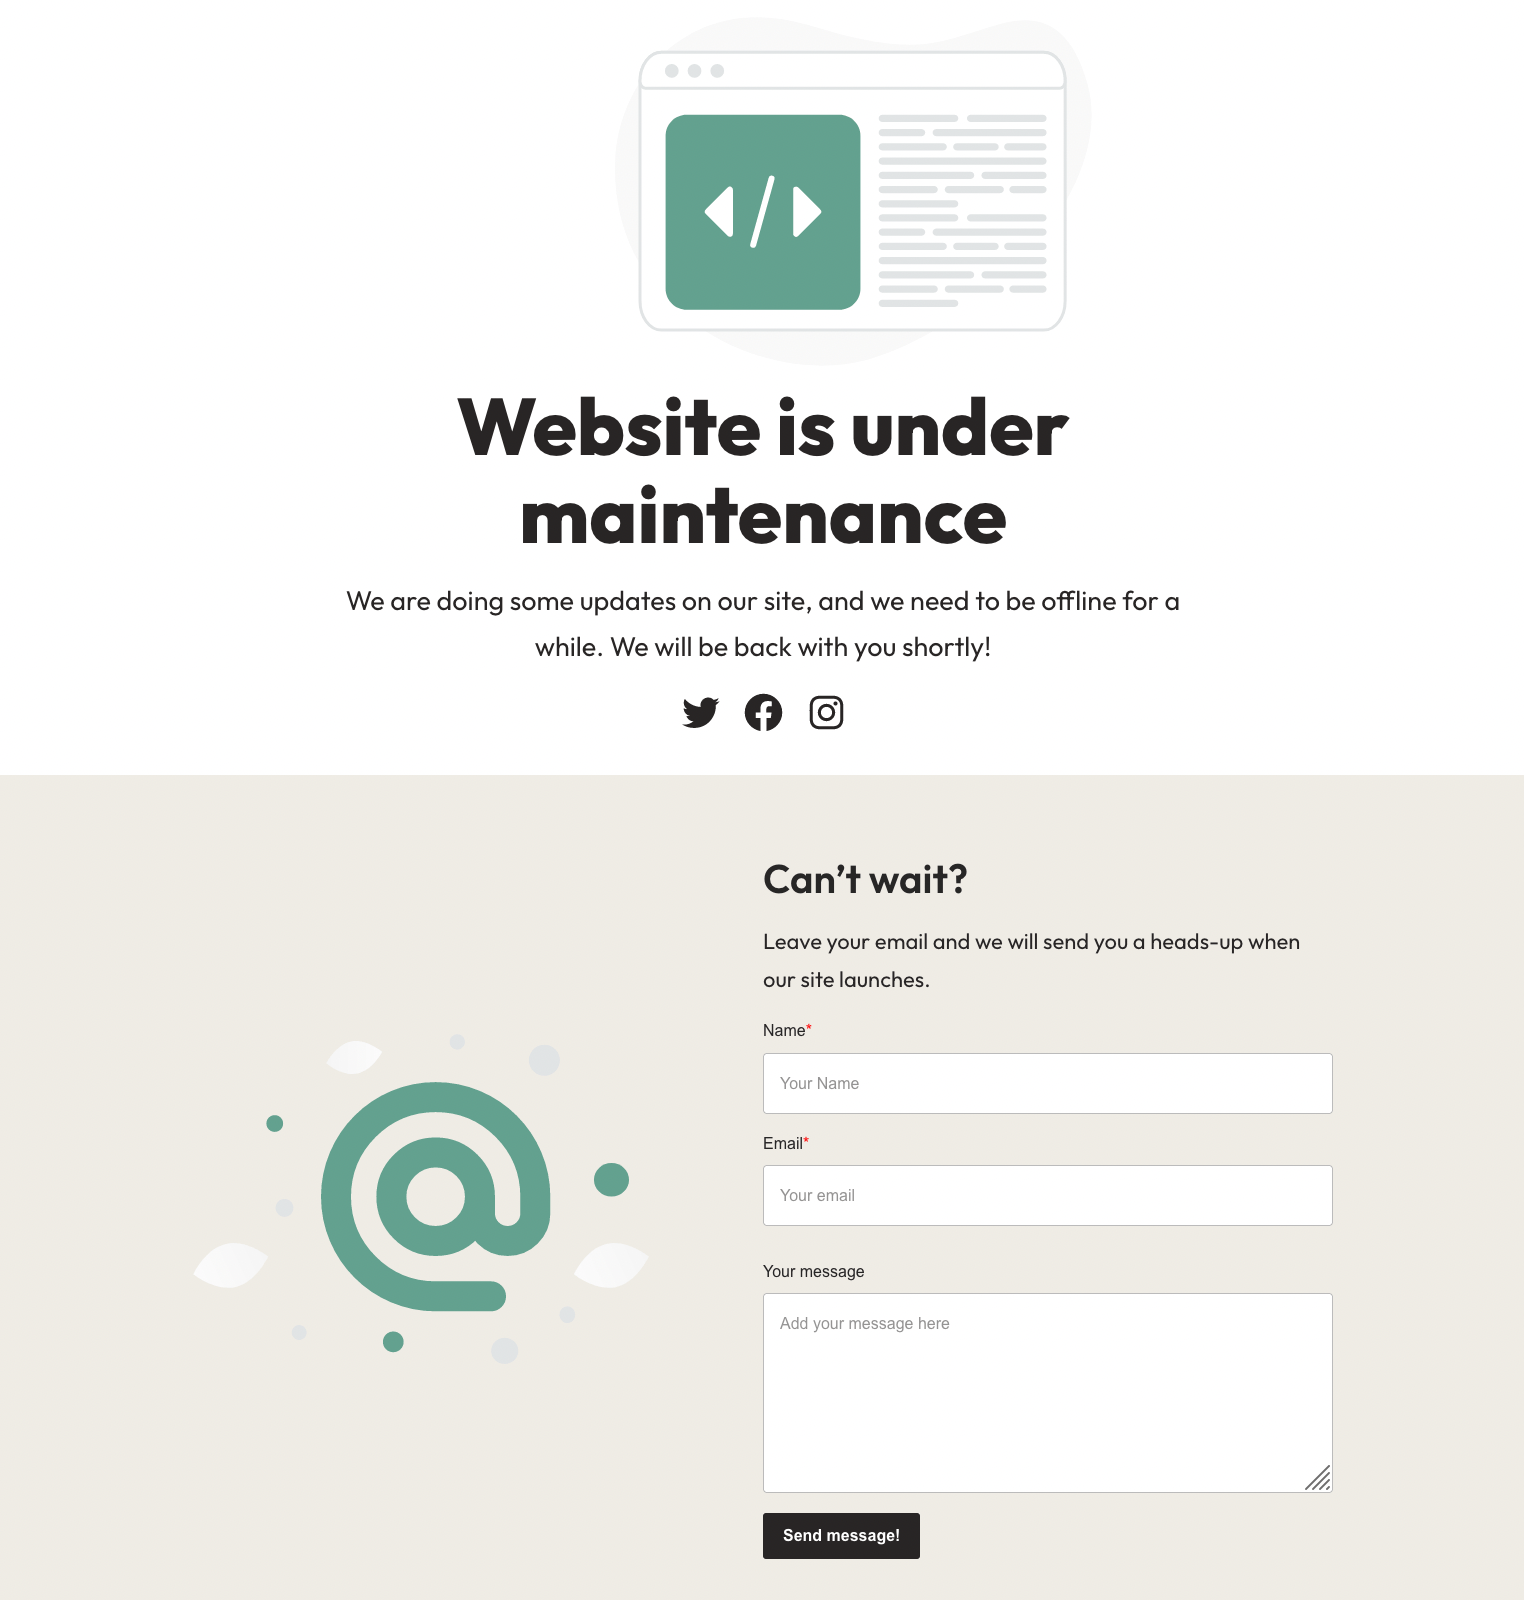 </>
Website is under
maintenance
We are doing some updates on our site, and we need to be offline for a
while. We will be back with you shortly!
Can’t wait?
Leave your email and we will send you a heads-up when
our site launches.
Name*
Your Name
Email*
Your email
Your message
Add your message here
Send message!